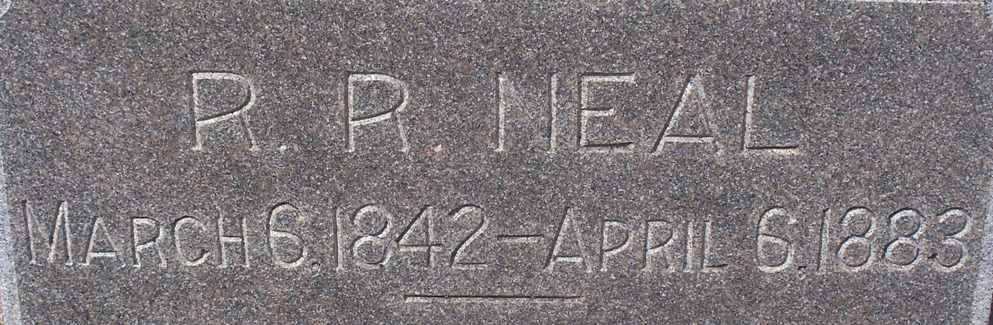 R. R. NEAL
MARCH 6, 1842 – APRIL 6, 1883